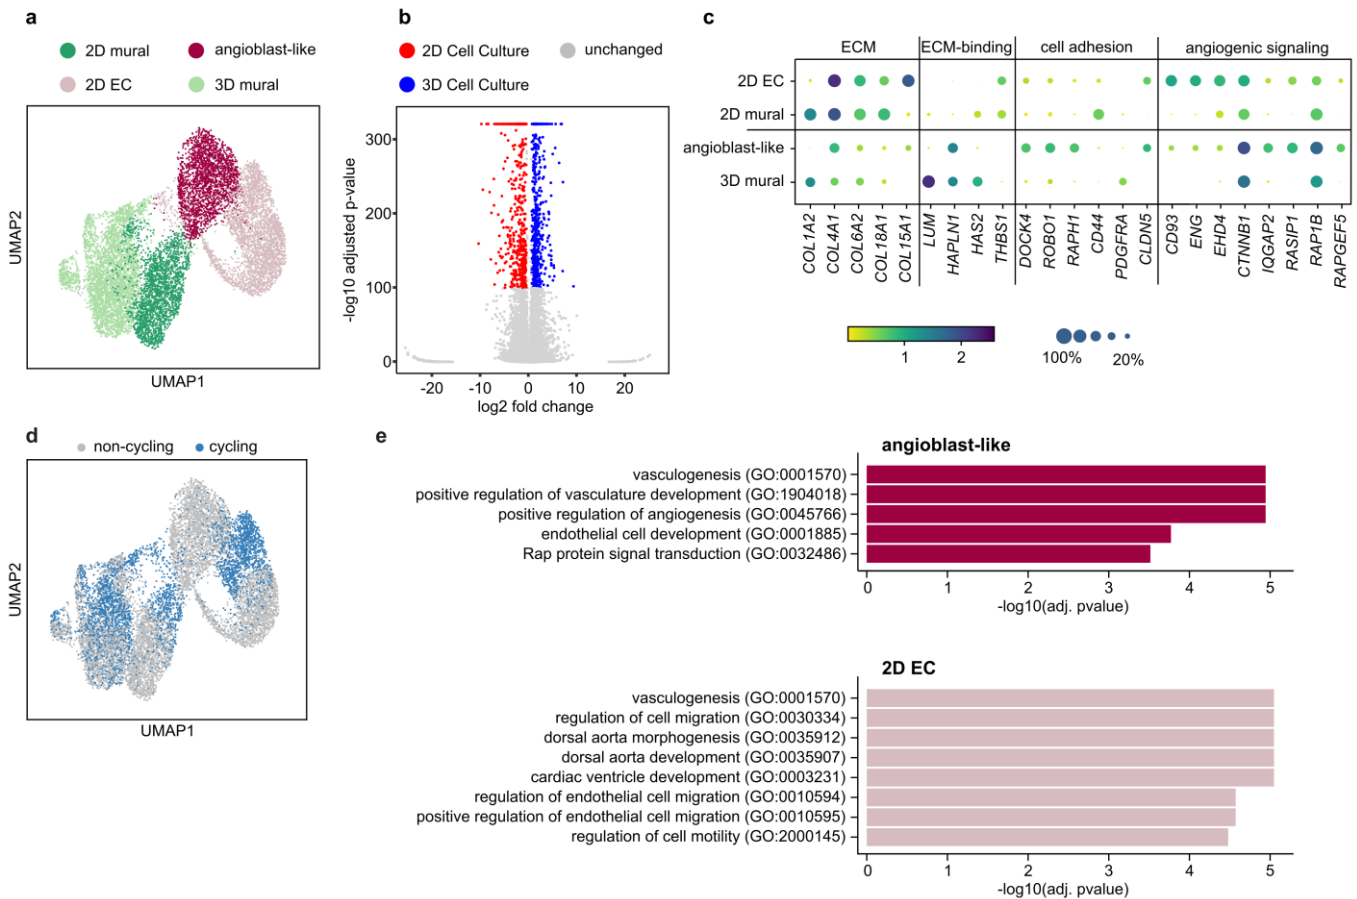 a
2D mural
angioblast-like
2D EC
3D mural
UMAP2
UMAP1
b
2D Cell Culture
unchanged
3D Cell Culture
-log10 adjusted p-value
300
200
100
0
-20
-10
0
10
20
log2 fold change
c
ECM
ECM-binding
cell adhesion
angiogenic signaling
2D EC
2D mural
angioblast-like
3D mural
COL1A2
COL4A1
COL6A2
COL18A1
COL15A1
LUM
HAPLN1
HAS2
THBS1
DOCK4
ROBO1
RAPH1
CD44
PDGFRA
CLDN5
CD93
ENG
EHD4
CTNNB1
IQGAP2
RASIP1
RAP1B
RAPGEF5
1
2
100%
20%
d
non-cycling
cycling
UMAP2
UMAP1
e
angioblast-like
vasculogenesis (GO:0001570)
positive regulation of vasculature development (GO:1904018)
positive regulation of angiogenesis (GO:0045766)
endothelial cell development (GO:0001885)
Rap protein signal transduction (GO:0032486)
0
1
2
3
4
5
-log10(adj. pvalue)
2D EC
vasculogenesis (GO:0001570)
regulation of cell migration (GO:0030334)
dorsal aorta morphogenesis (GO:0035912)
dorsal aorta development (GO:0035907)
cardiac ventricle development (GO:0003231)
regulation of endothelial cell migration (GO:0010594)
positive regulation of endothelial cell migration (GO:0010595)
regulation of cell motility (GO:2000145)
0
1
2
3
4
5
-log10(adj. pvalue)